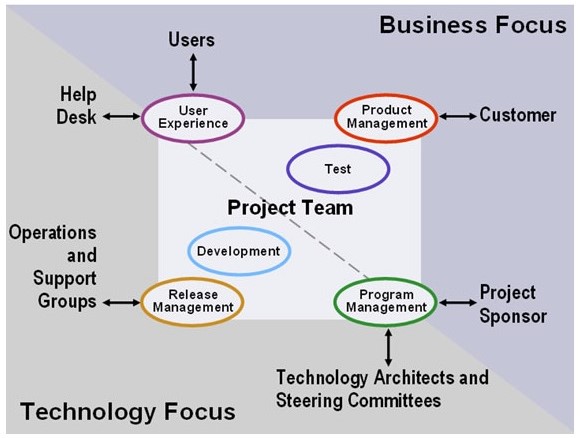 Business Focus
Users
Help
Desk
User
Experience
Product
Management
Customer
Test
Project Team
Operations
and
Support
Groups
Development
Release
Management
Program
Management
Project
Sponsor
Technology Architects and
Steering Committees
Technology Focus